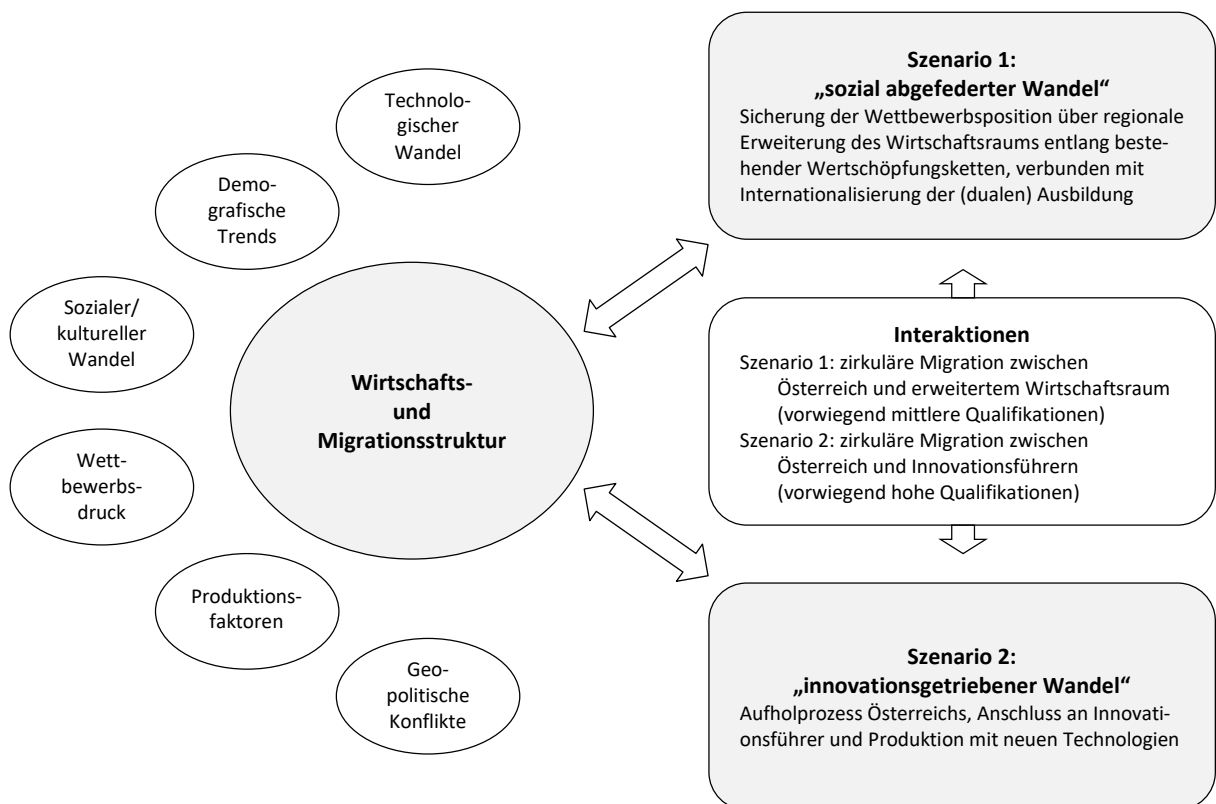 Technolo-
gischer
Wandel
Demo-
grafische
Trends
Sozialer/
kultureller
Wandel
Wett-
bewerbs-
druck
Produktions-
faktoren
Geo-
politische
Konflikte
Wirtschafts-
und
Migrationsstruktur
Szenario 1:
„sozial abgefederter Wandel“
Sicherung der Wettbewerbsposition über regionale
Erweiterung des Wirtschaftsraums entlang beste-
hender Wertschöpfungsketten, verbunden mit
Internationalisierung der (dualen) Ausbildung
Interaktionen
Szenario 1: zirkuläre Migration zwischen
Österreich und erweitertem Wirtschaftsraum
(vorwiegend mittlere Qualifikationen)
Szenario 2: zirkuläre Migration zwischen
Österreich und Innovationsführern
(vorwiegend hohe Qualifikationen)
Szenario 2:
„innovationsgetriebener Wandel“
Aufholprozess Österreichs, Anschluss an Innovati-
onsführer und Produktion mit neuen Technologien